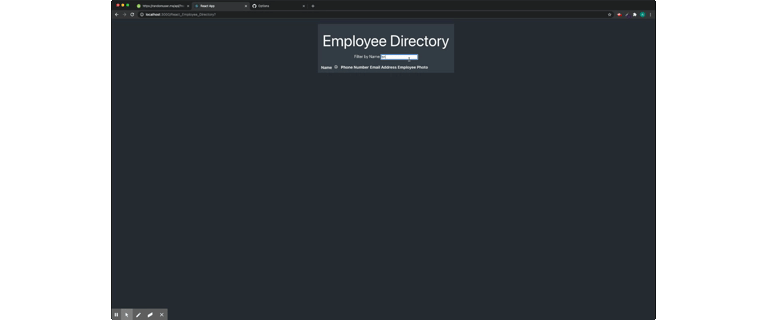 React App
localhost:3000/React_Employee_Directory/
Employee Directory
Filter by Name
Name Phone Number Email Address Employee Photo